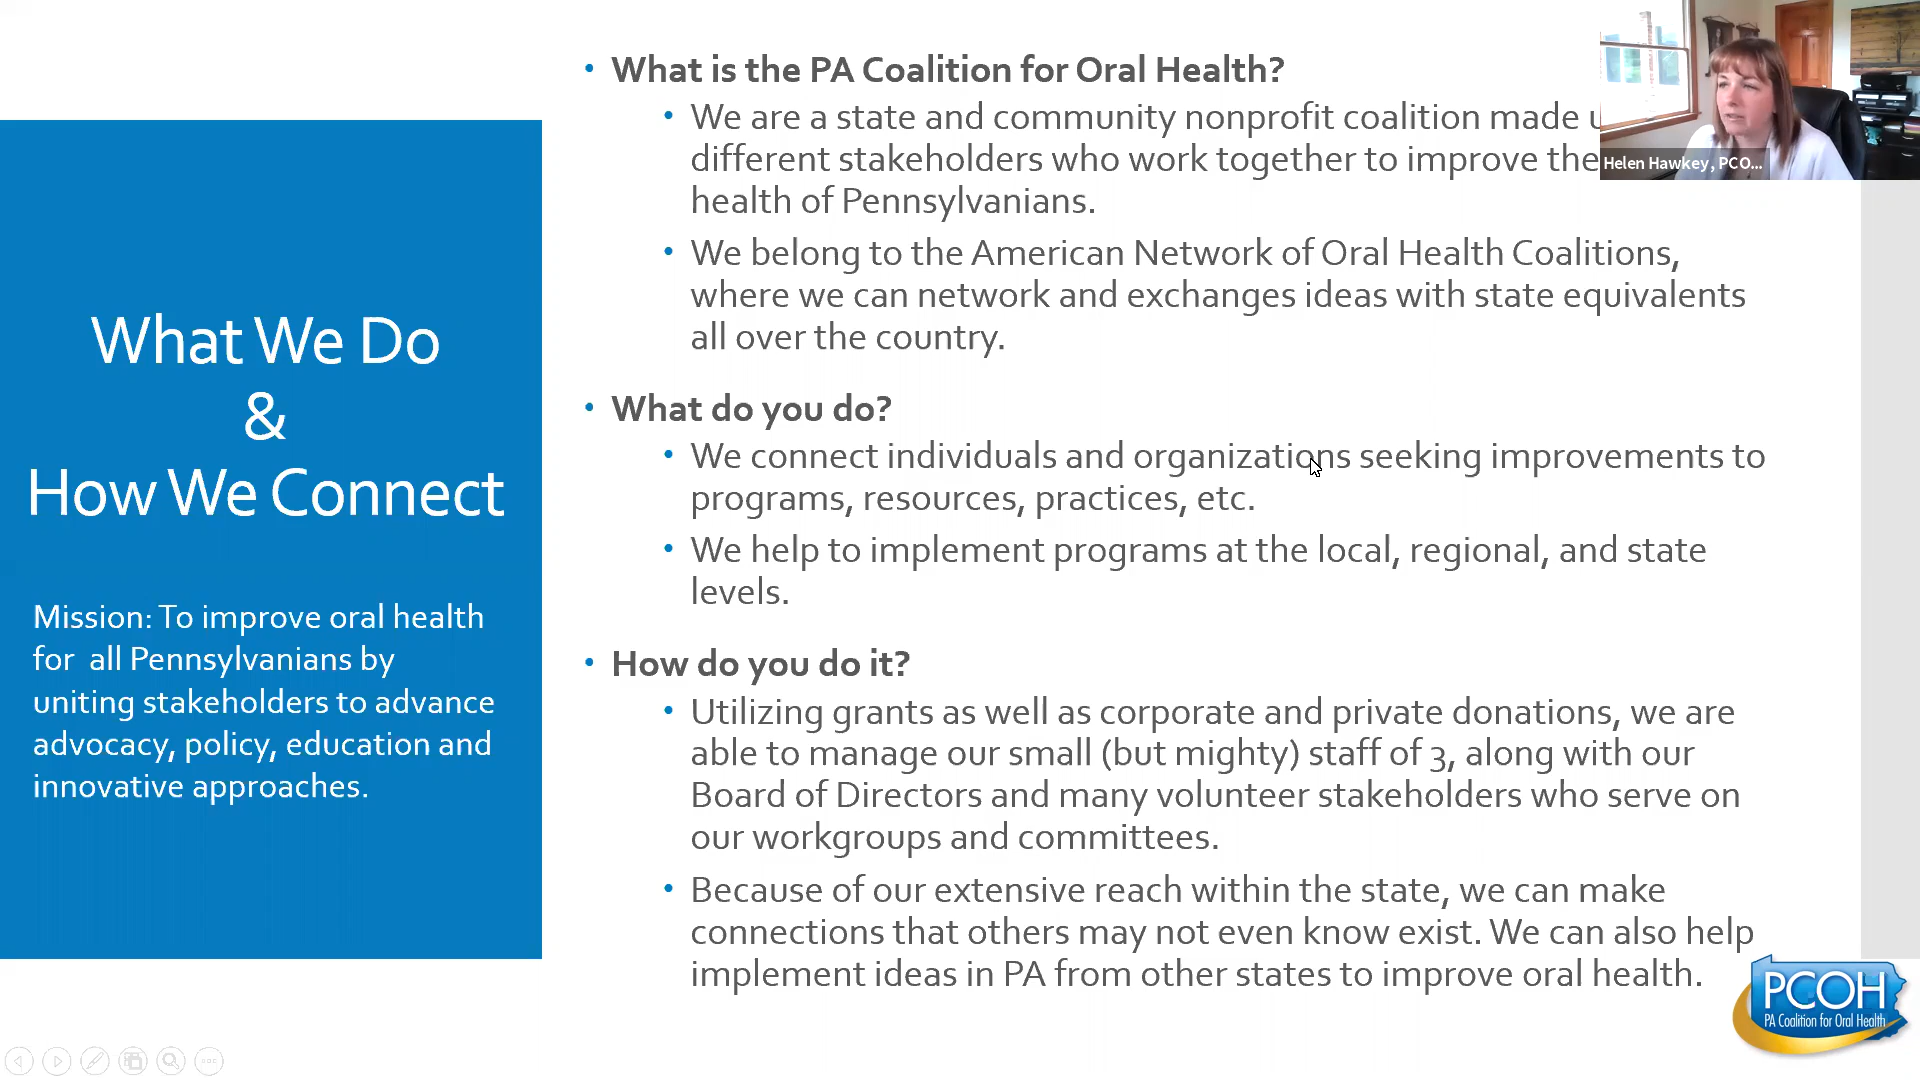 What We Do
&
How We Connect
Mission: To improve oral health
for all Pennsylvanians by
uniting stakeholders to advance
advocacy, policy, education and
innovative approaches.
• What is the PA Coalition for Oral Health?
• We are a state and community nonprofit coalition made
different stakeholders who work together to improve the
health of Pennsylvanians.
• We belong to the American Network of Oral Health Coalitions,
where we can network and exchanges ideas with state equivalents
all over the country.
• What do you do?
• We connect individuals and organizations seeking improvements to
programs, resources, practices, etc.
• We help to implement programs at the local, regional, and state
levels.
• How do you do it?
• Utilizing grants as well as corporate and private donations, we are
able to manage our small (but mighty) staff of 3, along with our
Board of Directors and many volunteer stakeholders who serve on
our workgroups and committees.
• Because of our extensive reach within the state, we can make
connections that others may not even know exist. We can also help
implement ideas in PA from other states to improve oral health.
Helen Hawkey, PCO...
PCOH
PA Coalition for Oral Health